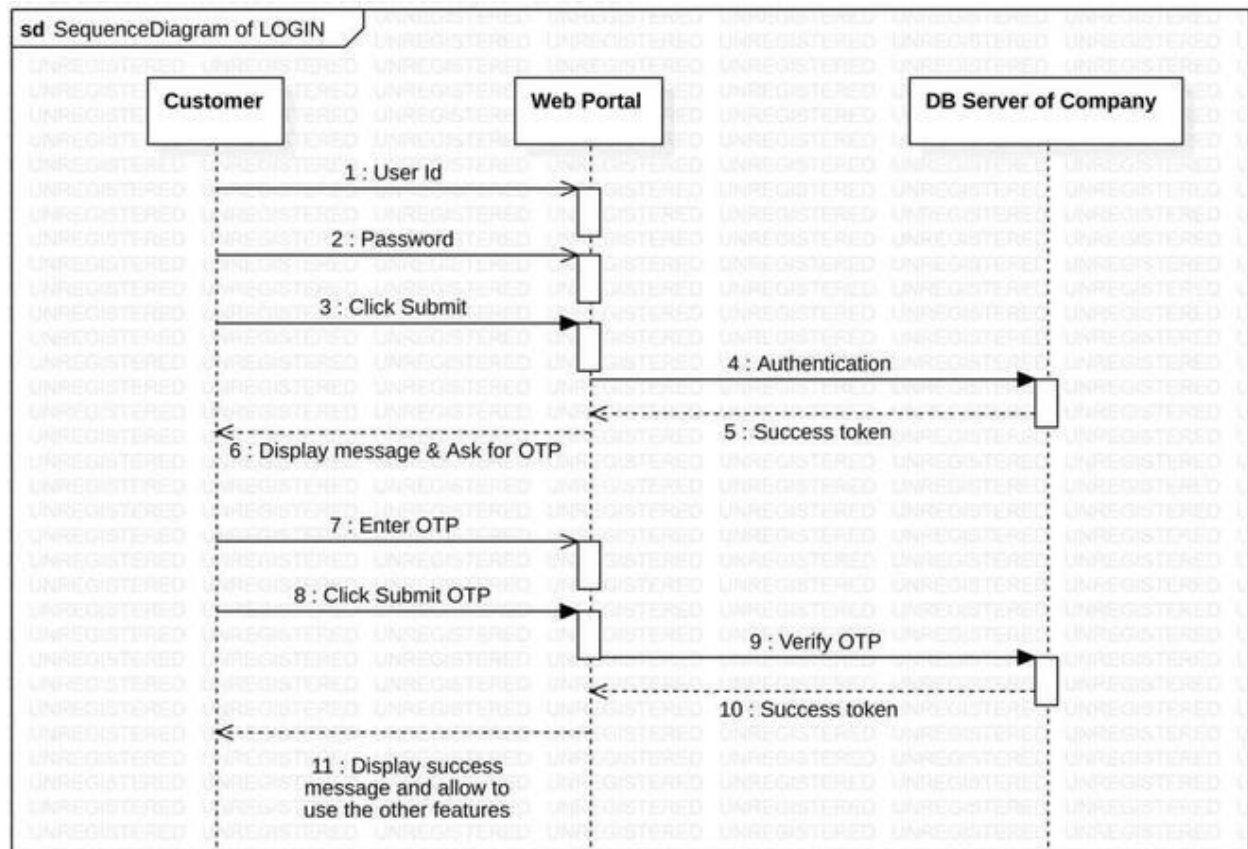 sd SequenceDiagram of LOGIN
Customer
Web Portal
DB Server of Company
1 : User Id
2 : Password
3 : Click Submit
4 : Authentication
5 : Success token
6 : Display message & Ask for OTP
7 : Enter OTP
8 : Click Submit OTP
9 : Verify OTP
10 : Success token
11 : Display success
message and allow to
use the other features
UNREGISTERED